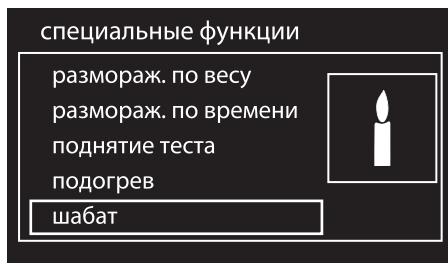 специальные функции
размораж. по весу
размораж. по времени
поднятие теста
подогрев
шабат